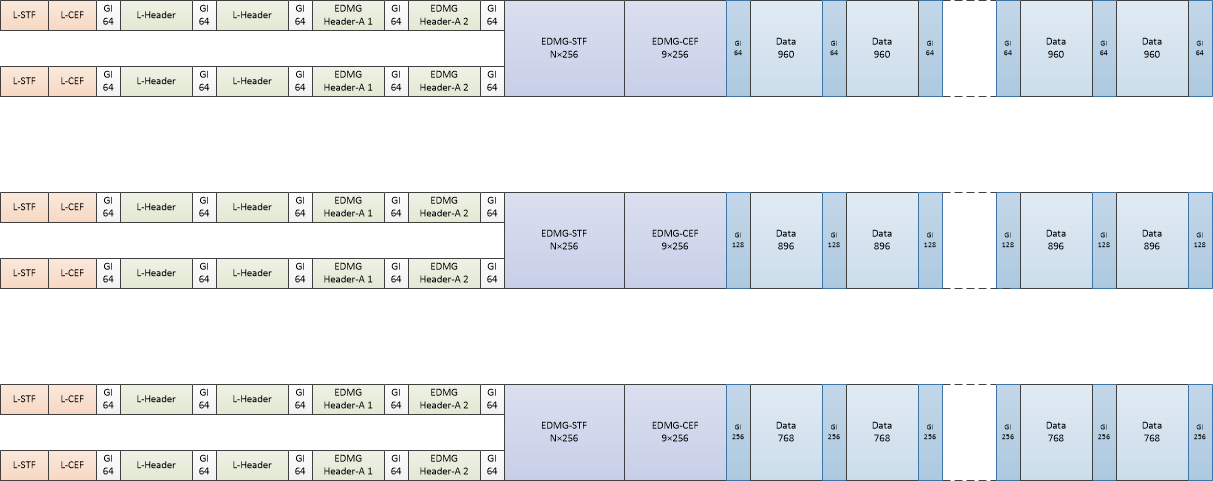 L-STF L-CEF GI 64 L-Header GI 64 L-Header GI 64 EDMG Header-A 1 GI 64 EDMG Header-A 2 GI 64
EDMG-STF N×256 EDMG-CEF 9×256 GI 64 Data 960 GI 64 Data 960 GI 64 GI 64 Data 960 GI 64 Data 960 GI 64
L-STF L-CEF GI 64 L-Header GI 64 L-Header GI 64 EDMG Header-A 1 GI 64 EDMG Header-A 2 GI 64
L-STF L-CEF GI 64 L-Header GI 64 L-Header GI 64 EDMG Header-A 1 GI 64 EDMG Header-A 2 GI 64
EDMG-STF N×256 EDMG-CEF 9×256 GI 128 Data 896 GI 128 Data 896 GI 128 GI 128 Data 896 GI 128 Data 896 GI 128
L-STF L-CEF GI 64 L-Header GI 64 L-Header GI 64 EDMG Header-A 1 GI 64 EDMG Header-A 2 GI 64
L-STF L-CEF GI 64 L-Header GI 64 L-Header GI 64 EDMG Header-A 1 GI 64 EDMG Header-A 2 GI 64
EDMG-STF N×256 EDMG-CEF 9×256 GI 256 Data 768 GI 256 Data 768 GI 256 GI 256 Data 768 GI 256 Data 768 GI 256
L-STF L-CEF GI 64 L-Header GI 64 L-Header GI 64 EDMG Header-A 1 GI 64 EDMG Header-A 2 GI 64